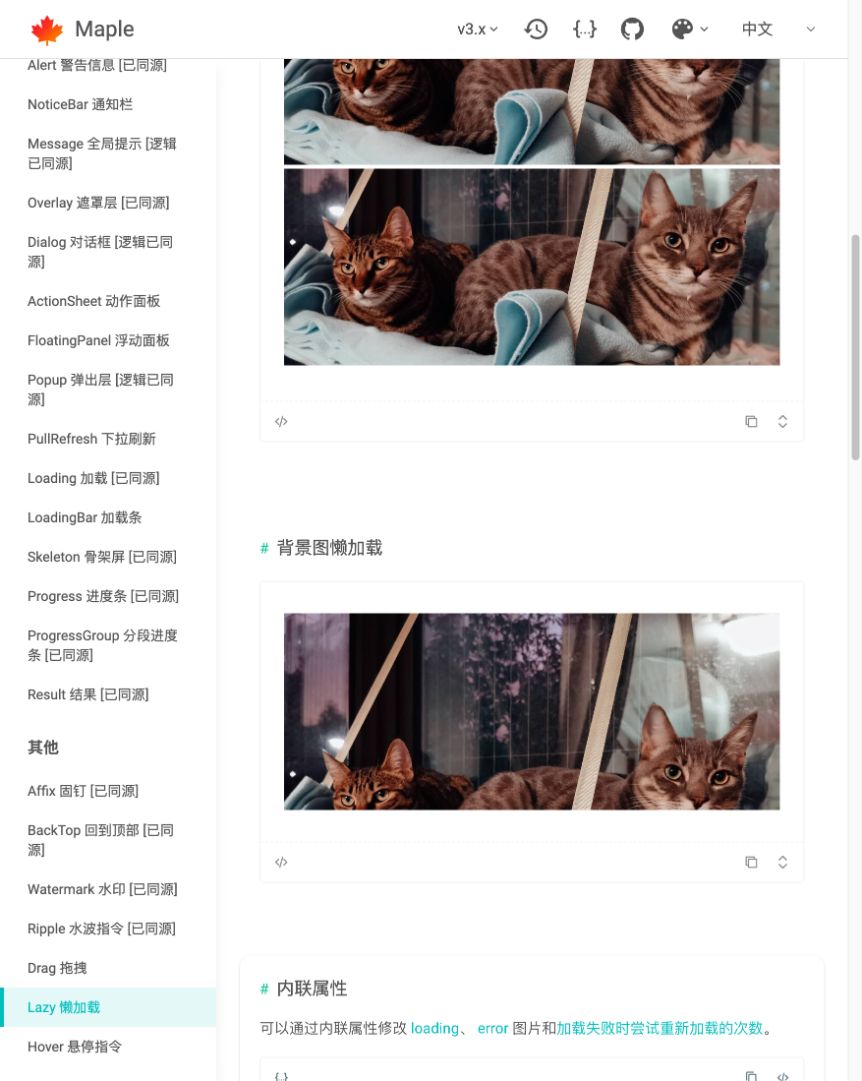 Maple
v3.x
{...}
中文
Alert 警告信息 [已同源]
NoticeBar 通知栏
Message 全局提示 [逻辑
已同源]
Overlay 遮罩层 [已同源]
Dialog 对话框 [逻辑已同
源]
ActionSheet 动作面板
FloatingPanel 浮动面板
Popup 弹出层 [逻辑已同
源]
PullRefresh 下拉刷新
Loading 加载 [已同源]
LoadingBar 加载条
Skeleton 骨架屏 [已同源]
Progress 进度条 [已同源]
ProgressGroup 分段进度
条 [已同源]
Result 结果 [已同源]
其他
Affix 固钉 [已同源]
BackTop 回到顶部 [已同
源]
Watermark 水印 [已同源]
Ripple 水波指令 [已同源]
Drag 拖拽
Lazy 懒加载
Hover 悬停指令
# 背景图懒加载
# 内联属性
可以通过内联属性修改 loading、 error 图片和加载失败时尝试重新加载的次数。